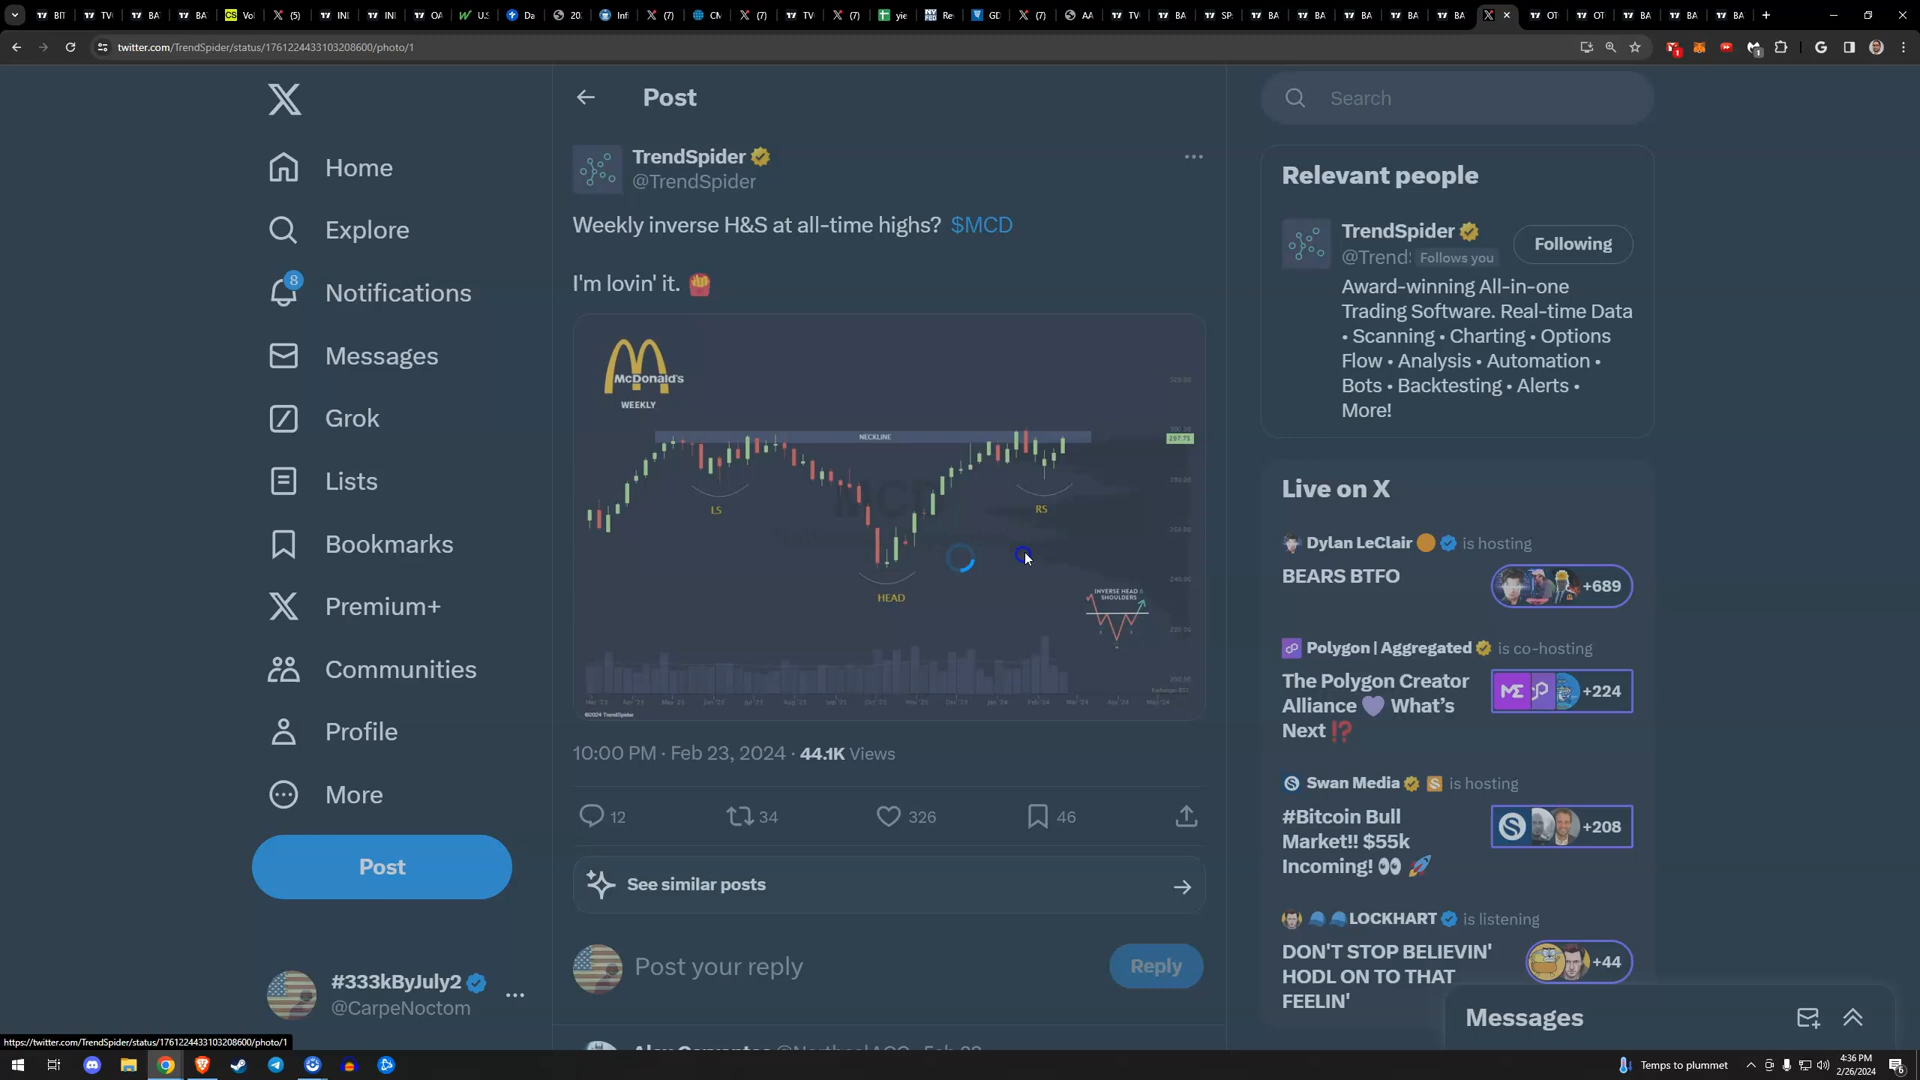 twitter.com/TrendSpider/status/1761224433103208600/photo/1
Post
Search
TrendSpider
@TrendSpider
Weekly inverse H&S at all-time highs? $MCD
I'm lovin' it.
McDonald's
WEEKLY
NECKLINE
LS
RS
HEAD
INVERSE HEAD &
SHOULDERS
©2024 TrendSpider
10:00 PM · Feb 23, 2024 · 44.1K Views
12
34
326
46
See similar posts
Post your reply
Reply
Home
Explore
8
Notifications
Messages
Grok
Lists
Bookmarks
Premium+
Communities
Profile
More
Post
#333kByJuly2
@CarpeNoctom
Relevant people
TrendSpider
@Trend
Follows you
Following
Award-winning All-in-one
Trading Software. Real-time Data
• Scanning • Charting • Options
Flow • Analysis • Automation •
Bots • Backtesting • Alerts •
More!
Live on X
Dylan LeClair is hosting
BEARS BTFO
+689
Polygon | Aggregated is co-hosting
The Polygon Creator
Alliance 💜 What's
Next ⁉️
+224
Swan Media is hosting
#Bitcoin Bull
Market!! $55k
Incoming! 👀 🚀
+208
LOCKHART is listening
DON'T STOP BELIEVIN'
HODL ON TO THAT
FEELIN'
+44
Messages
https://twitter.com/TrendSpider/status/1761224433103208600/photo/1
Temps to plummet
4:36 PM
2/26/2024